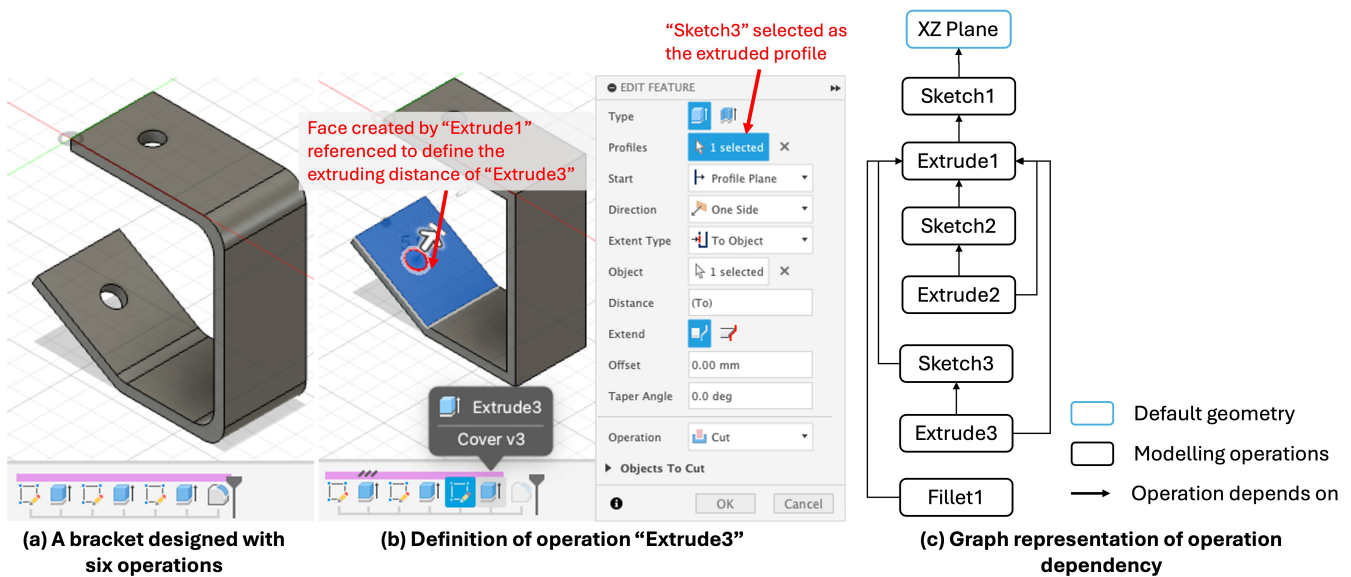 “Sketch3” selected as
the extruded profile
Face created by “Extrude1”
referenced to define the
extruding distance of “Extrude3”
EDIT FEATURE
Type
Profiles
1 selected
Start
Profile Plane
Direction
One Side
Extent Type
To Object
Object
1 selected
Distance
(To)
Extend
Offset
0.00 mm
Taper Angle
0.0 deg
Operation
Cut
Objects To Cut
OK
Cancel
Extrude3
Cover v3
XZ Plane
Sketch1
Extrude1
Sketch2
Extrude2
Sketch3
Extrude3
Fillet1
Default geometry
Modelling operations
Operation depends on
(a) A bracket designed with
six operations
(b) Definition of operation “Extrude3”
(c) Graph representation of operation
dependency